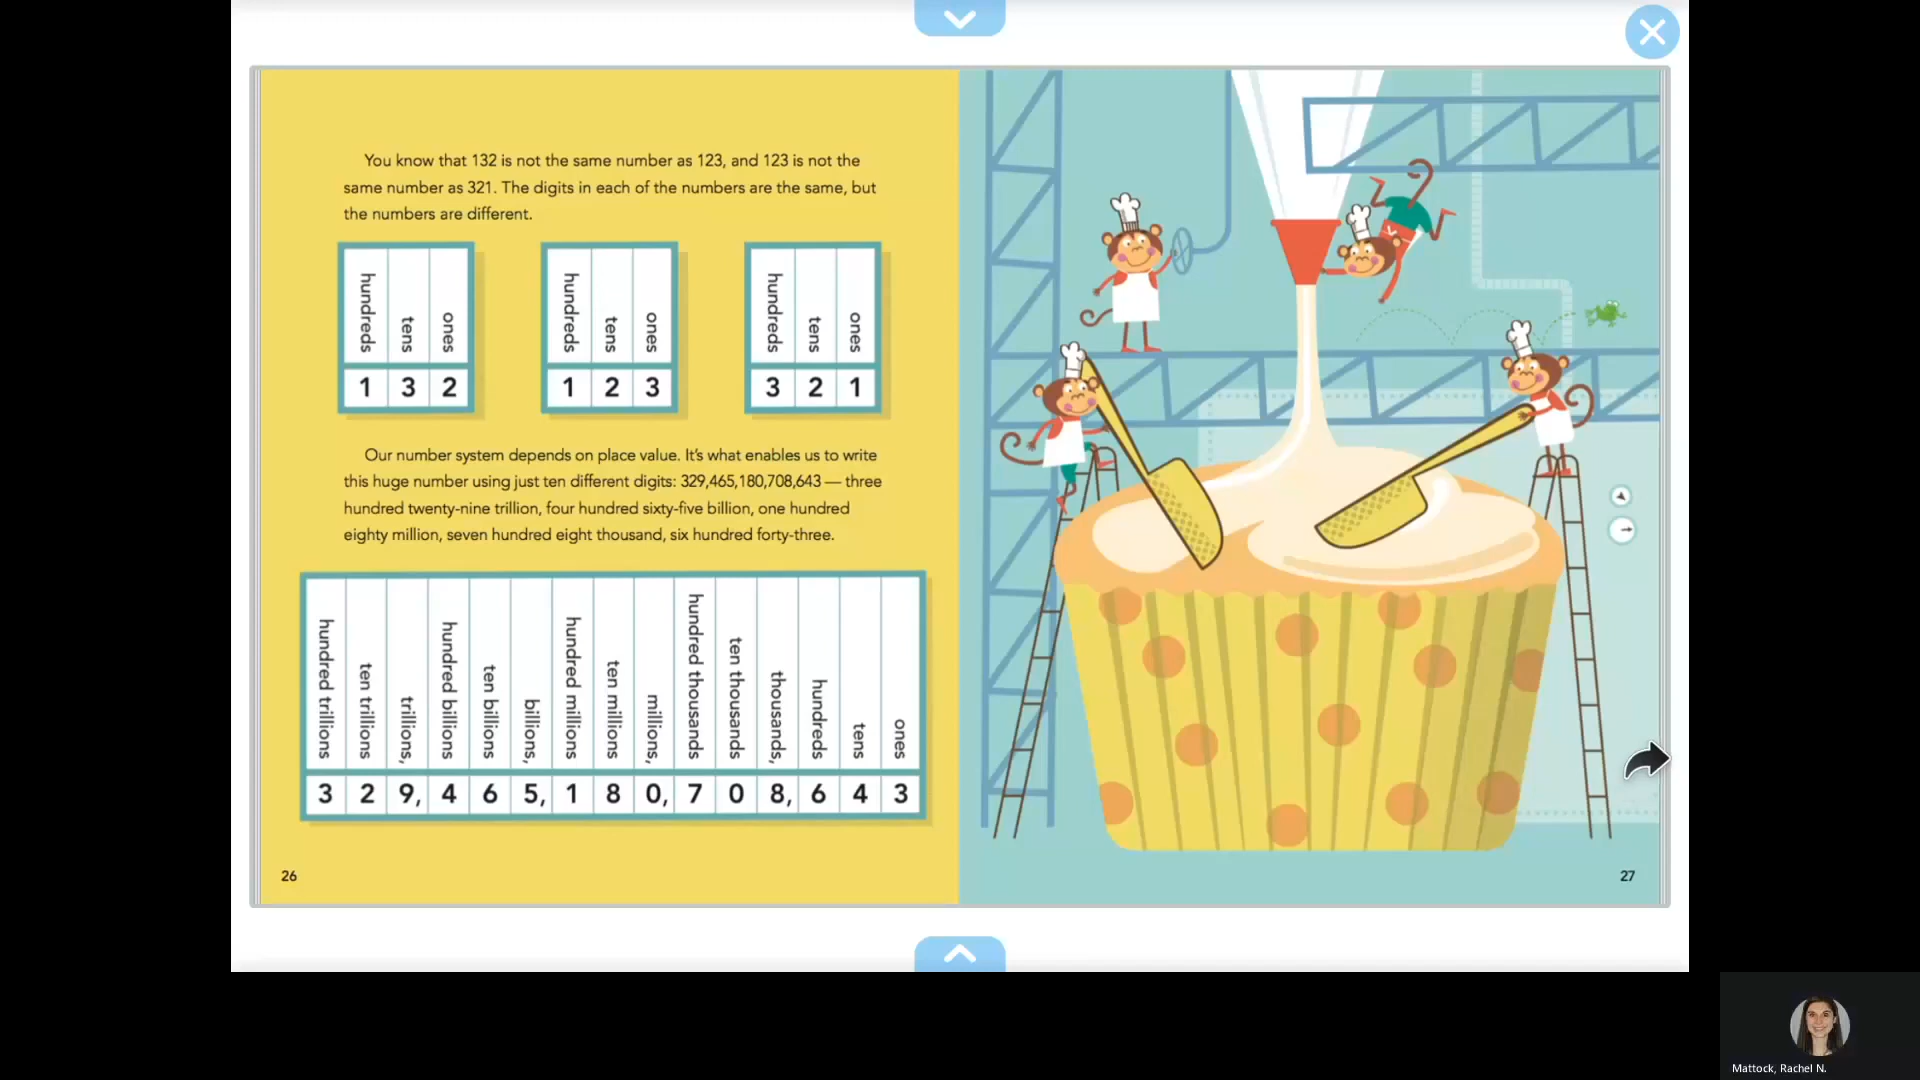 You know that 132 is not the same number as 123, and 123 is not the
same number as 321. The digits in each of the numbers are the same, but
the numbers are different.
hundreds tens ones
1 3 2
hundreds tens ones
1 2 3
hundreds tens ones
3 2 1
Our number system depends on place value. It's what enables us to write
this huge number using just ten different digits: 329,465,180,708,643 — three
hundred twenty-nine trillion, four hundred sixty-five billion, one hundred
eighty million, seven hundred eight thousand, six hundred forty-three.
hundred trillions ten trillions trillions, hundred billions ten billions billions, hundred millions ten millions millions, hundred thousands ten thousands thousands, hundreds tens ones
3 2 9, 4 6 5, 1 8 0, 7 0 8, 6 4 3
26
27
Mattock, Rachel N.